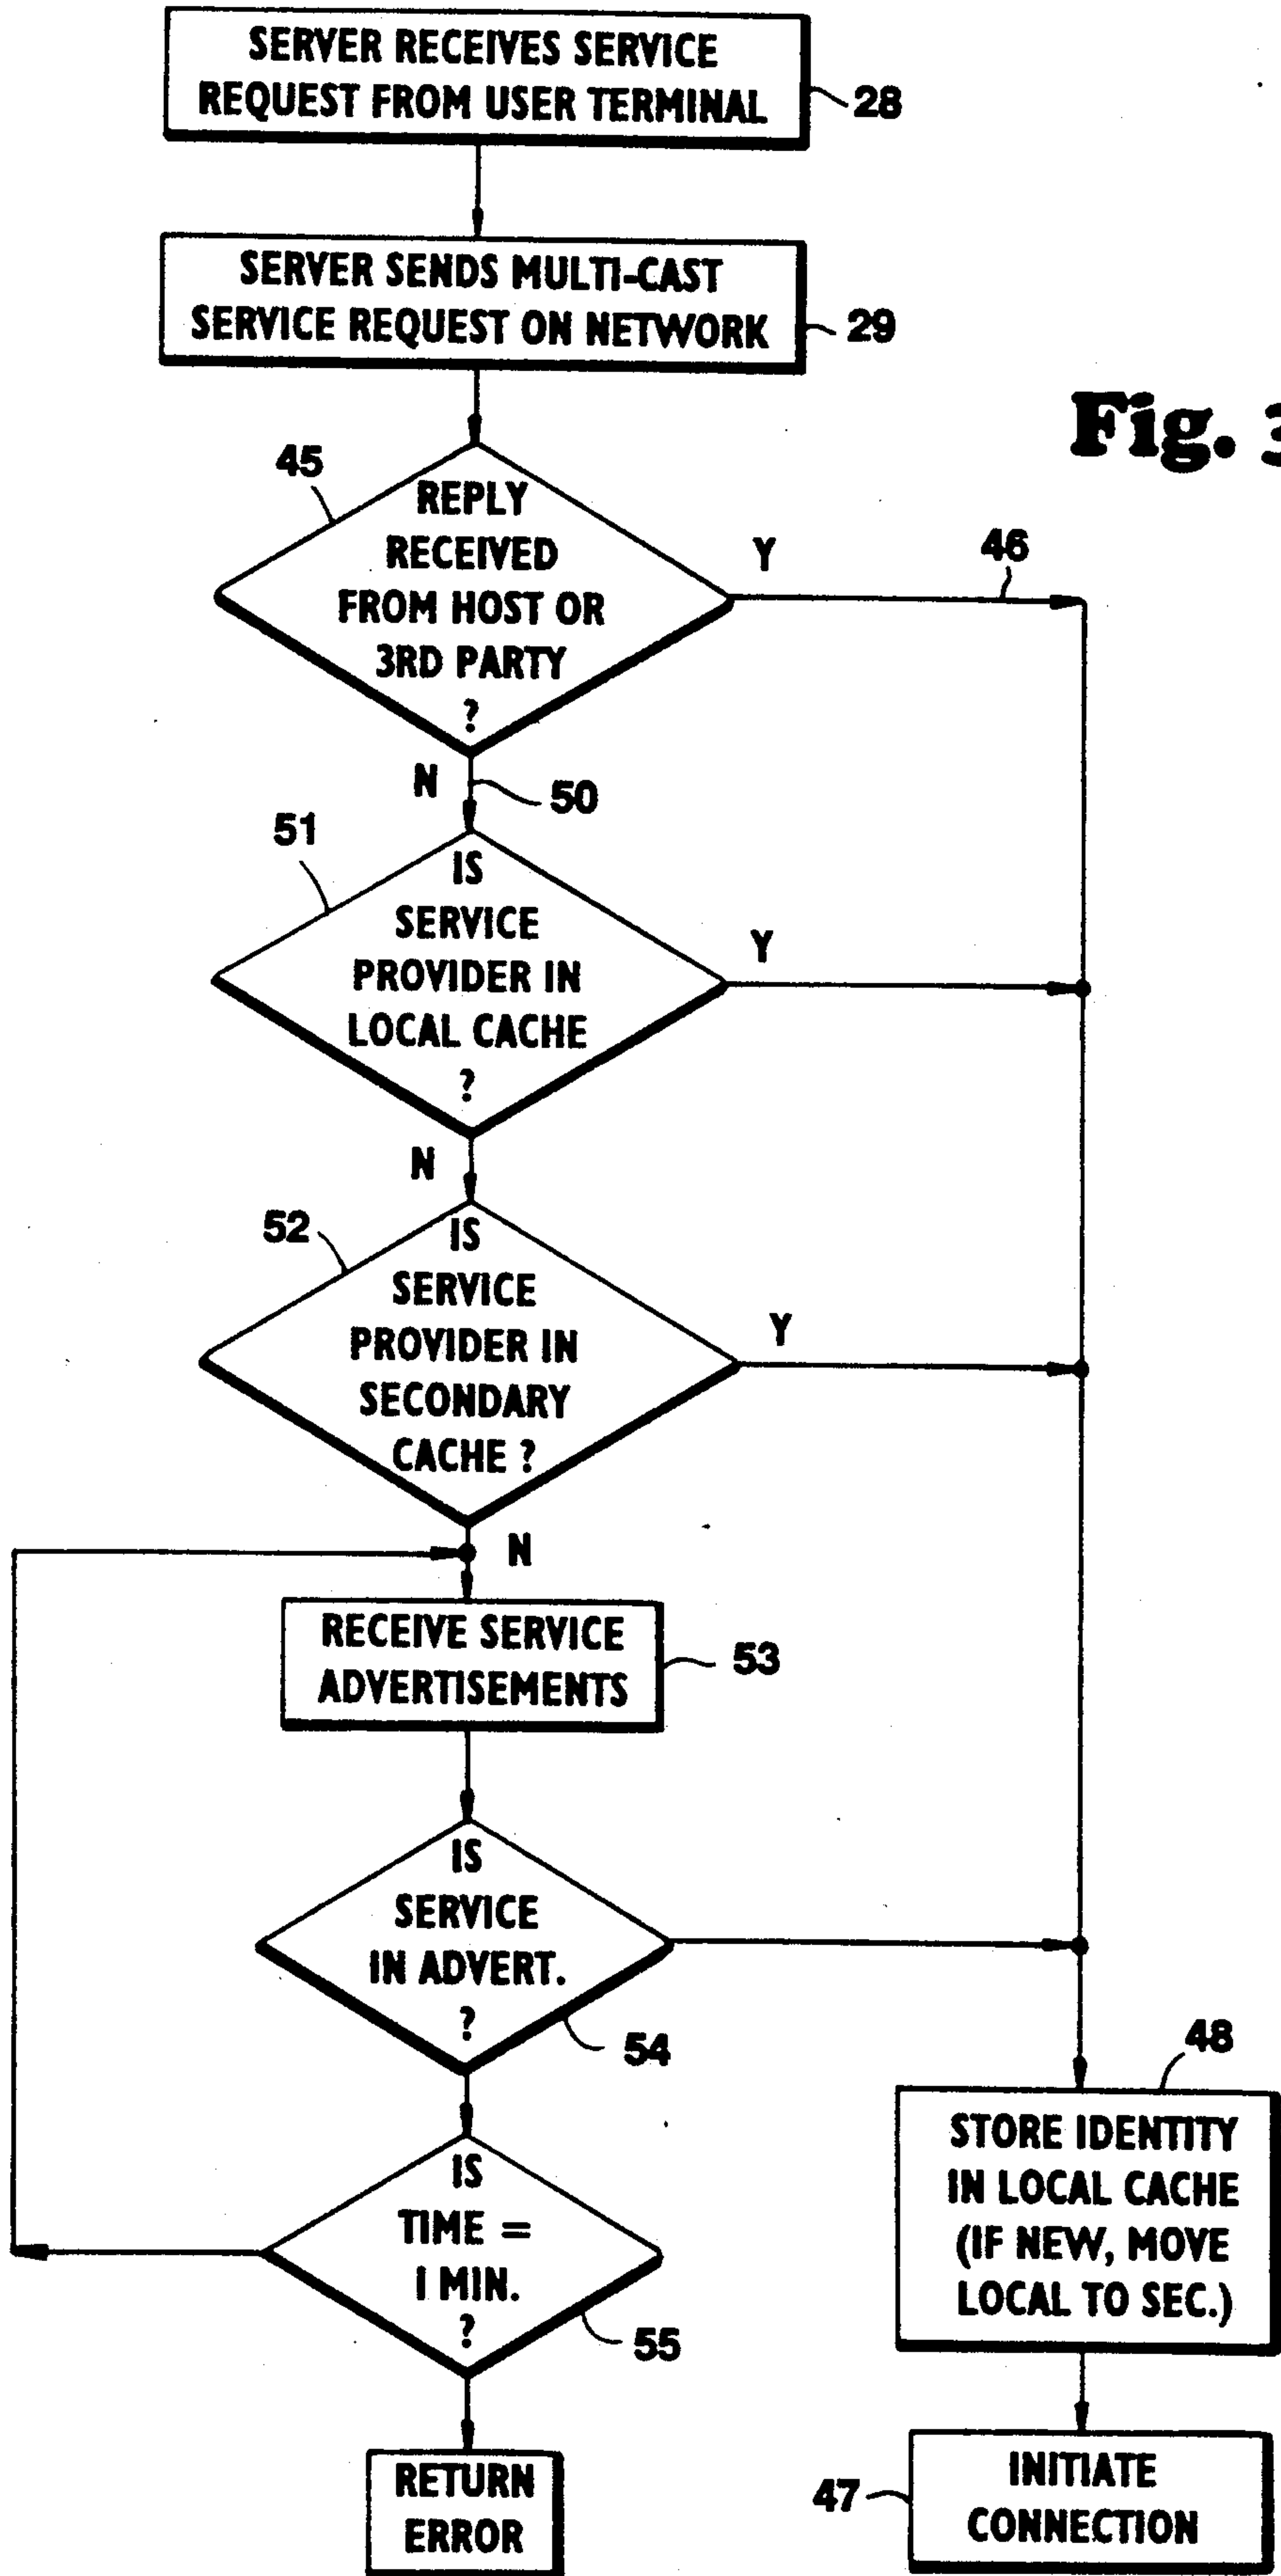 SERVER RECEIVES SERVICE
REQUEST FROM USER TERMINAL
28
SERVER SENDS MULTI-CAST
SERVICE REQUEST ON NETWORK
29
Fig. 3
45
REPLY
RECEIVED
FROM HOST OR
3RD PARTY
?
Y
46
N
50
51
IS
SERVICE
PROVIDER IN
LOCAL CACHE
?
Y
N
52
IS
SERVICE
PROVIDER IN
SECONDARY
CACHE ?
Y
N
RECEIVE SERVICE
ADVERTISEMENTS
53
IS
SERVICE
IN ADVERT.
?
54
IS
TIME =
1 MIN.
?
55
RETURN
ERROR
48
STORE IDENTITY
IN LOCAL CACHE
(IF NEW, MOVE
LOCAL TO SEC.)
47
INITIATE
CONNECTION